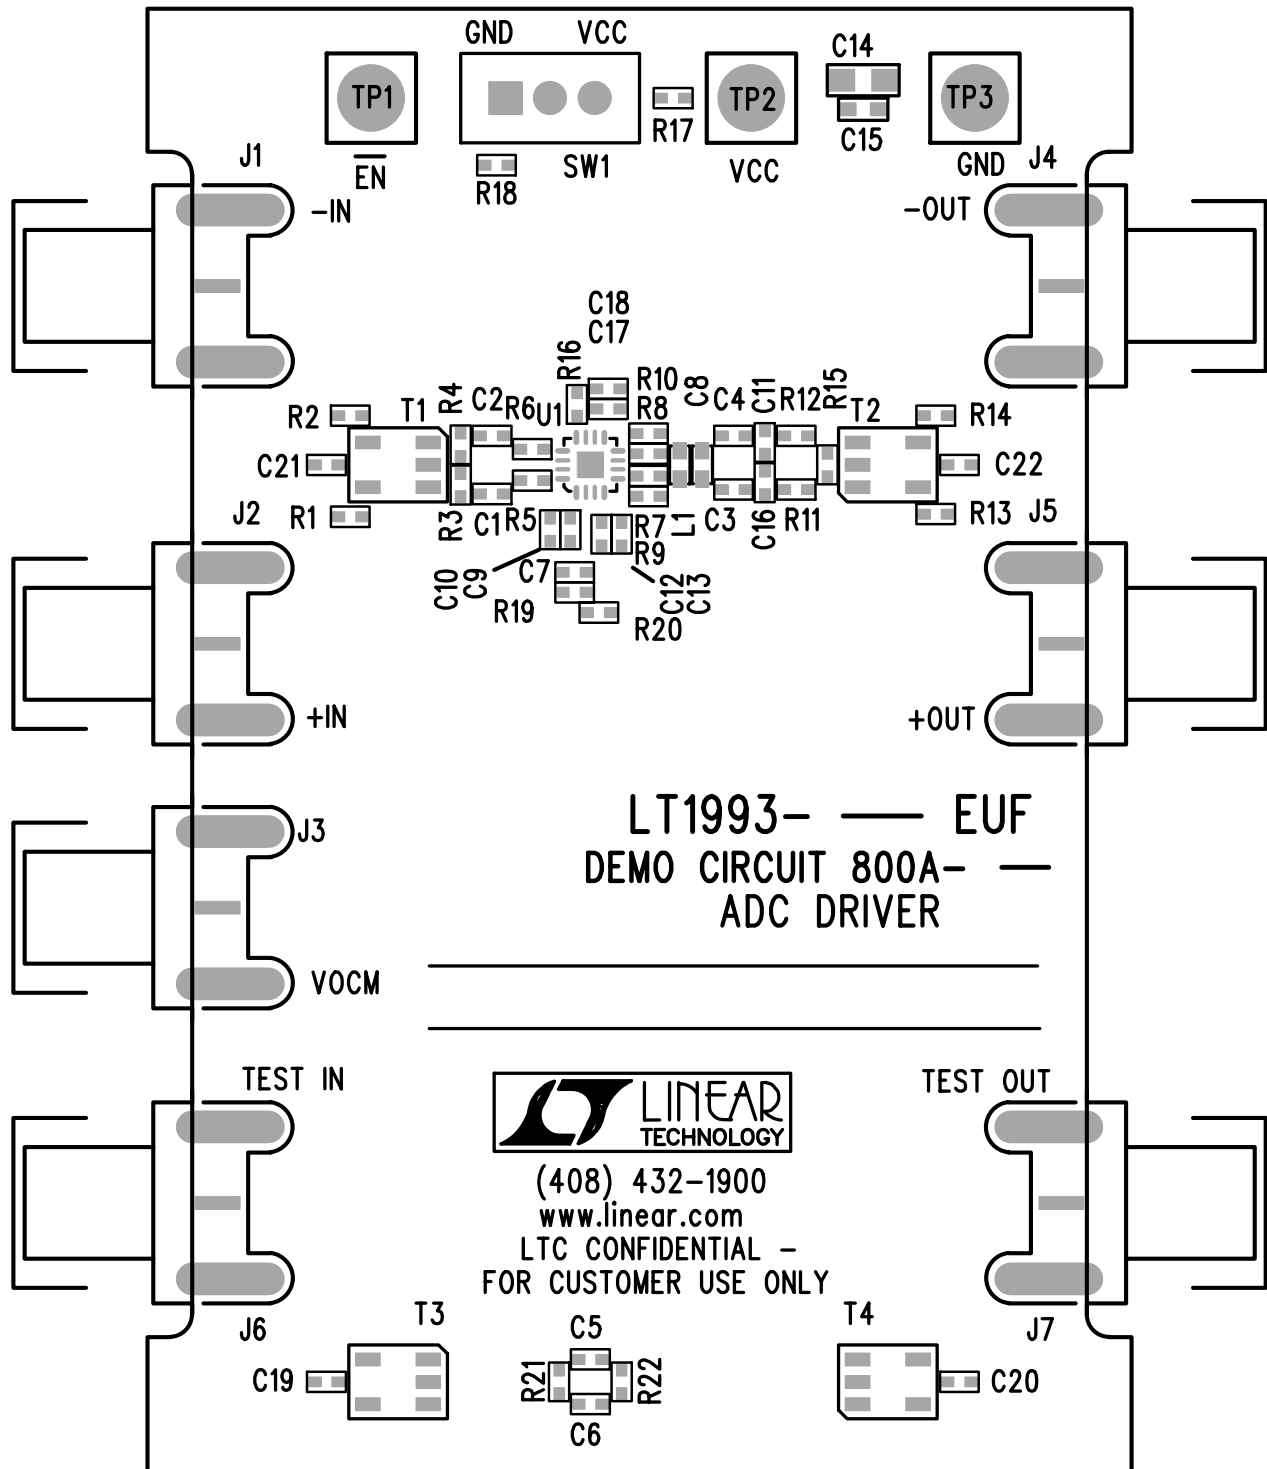 GND VCC
C14
TP1
TP2
TP3
R17
C15
J1
EN
R18
SW1
VCC
GND
J4
-IN
-OUT
C18
C17
R16
R10
R8
R4
C2
R6
U1
C8
C4
C11
R12
R15
T2
R2
T1
R14
C21
C22
J2
R1
R3
C1
R5
R7
R9
L1
C3
C16
R11
R13
J5
C10
C9
C7
C12
C13
R19
R20
+IN
+OUT
LT1993- — EUF
J3
DEMO CIRCUIT 800A- —
ADC DRIVER
VOCM
TEST IN
TEST OUT
LINEAR
TECHNOLOGY
(408) 432-1900
www.linear.com
LTC CONFIDENTIAL -
FOR CUSTOMER USE ONLY
J6
T3
C5
T4
J7
C19
R21
R22
C20
C6